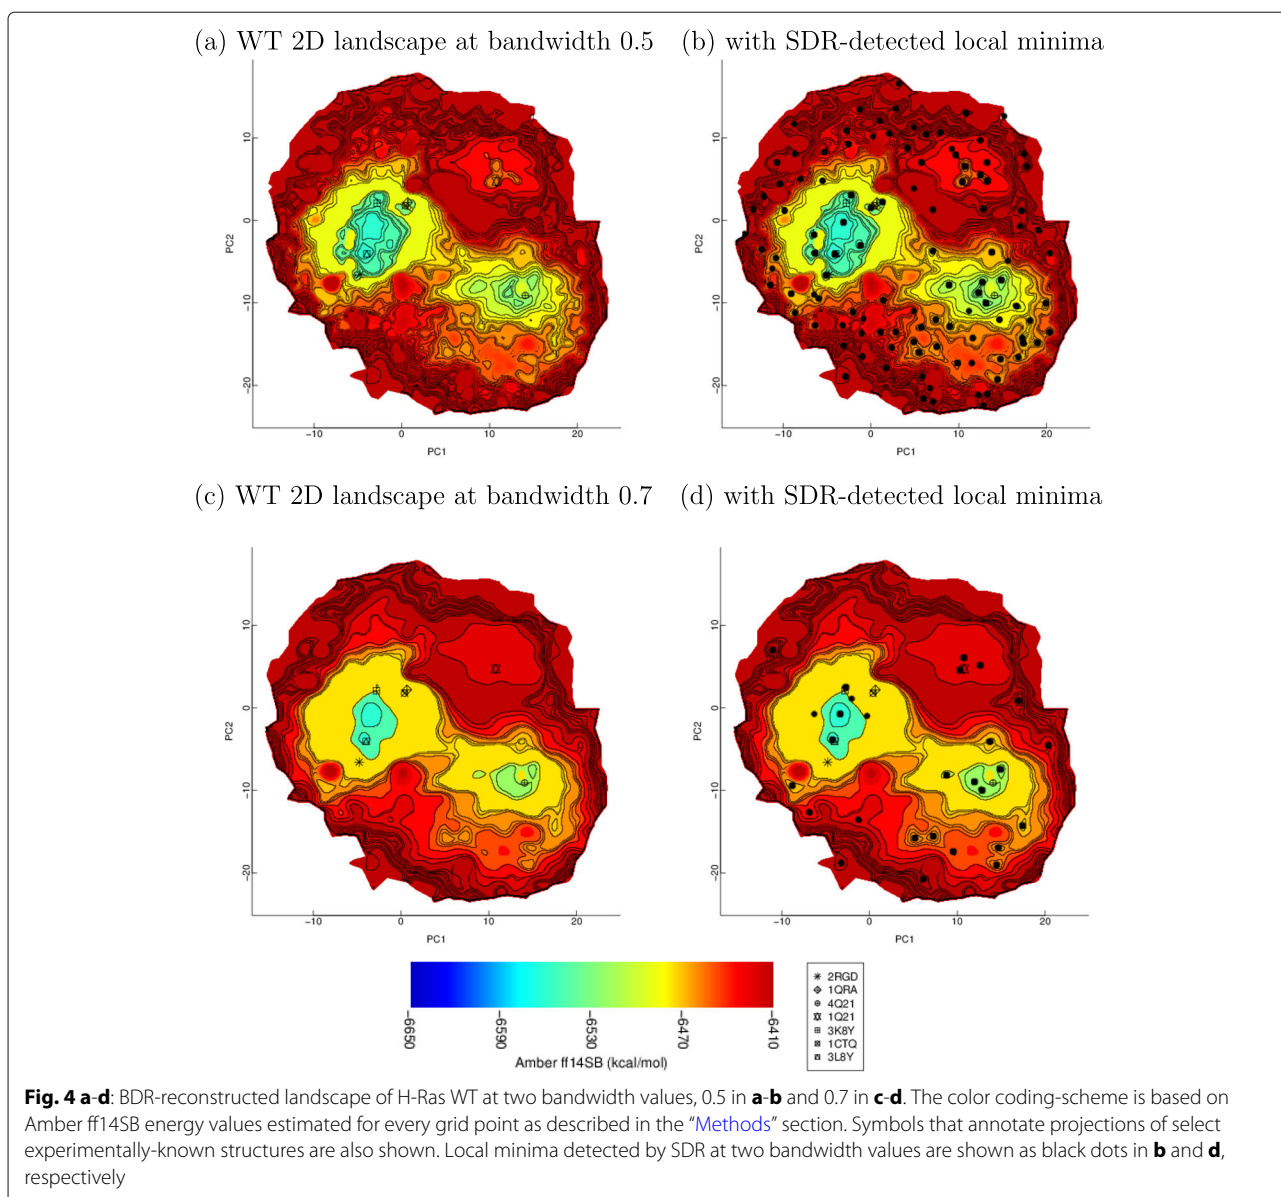 (a) WT 2D landscape at bandwidth 0.5
(b) with SDR-detected local minima
10
0
−10
−20
PC2
−10
0
10
20
PC1
10
0
−10
−20
PC2
−10
0
10
20
PC1
(c) WT 2D landscape at bandwidth 0.7
(d) with SDR-detected local minima
10
0
−10
−20
PC2
−10
0
10
20
PC1
10
0
−10
−20
PC2
−10
0
10
20
PC1
−6650
−6590
−6530
−6470
−6410
Amber ff14SB (kcal/mol)
2RGD
1QRA
4Q21
1Q21
3K8Y
1CTQ
3L8Y
Fig. 4 a-d: BDR-reconstructed landscape of H-Ras WT at two bandwidth values, 0.5 in a-b and 0.7 in c-d. The color coding-scheme is based on
Amber ff14SB energy values estimated for every grid point as described in the “Methods” section. Symbols that annotate projections of select
experimentally-known structures are also shown. Local minima detected by SDR at two bandwidth values are shown as black dots in b and d,
respectively